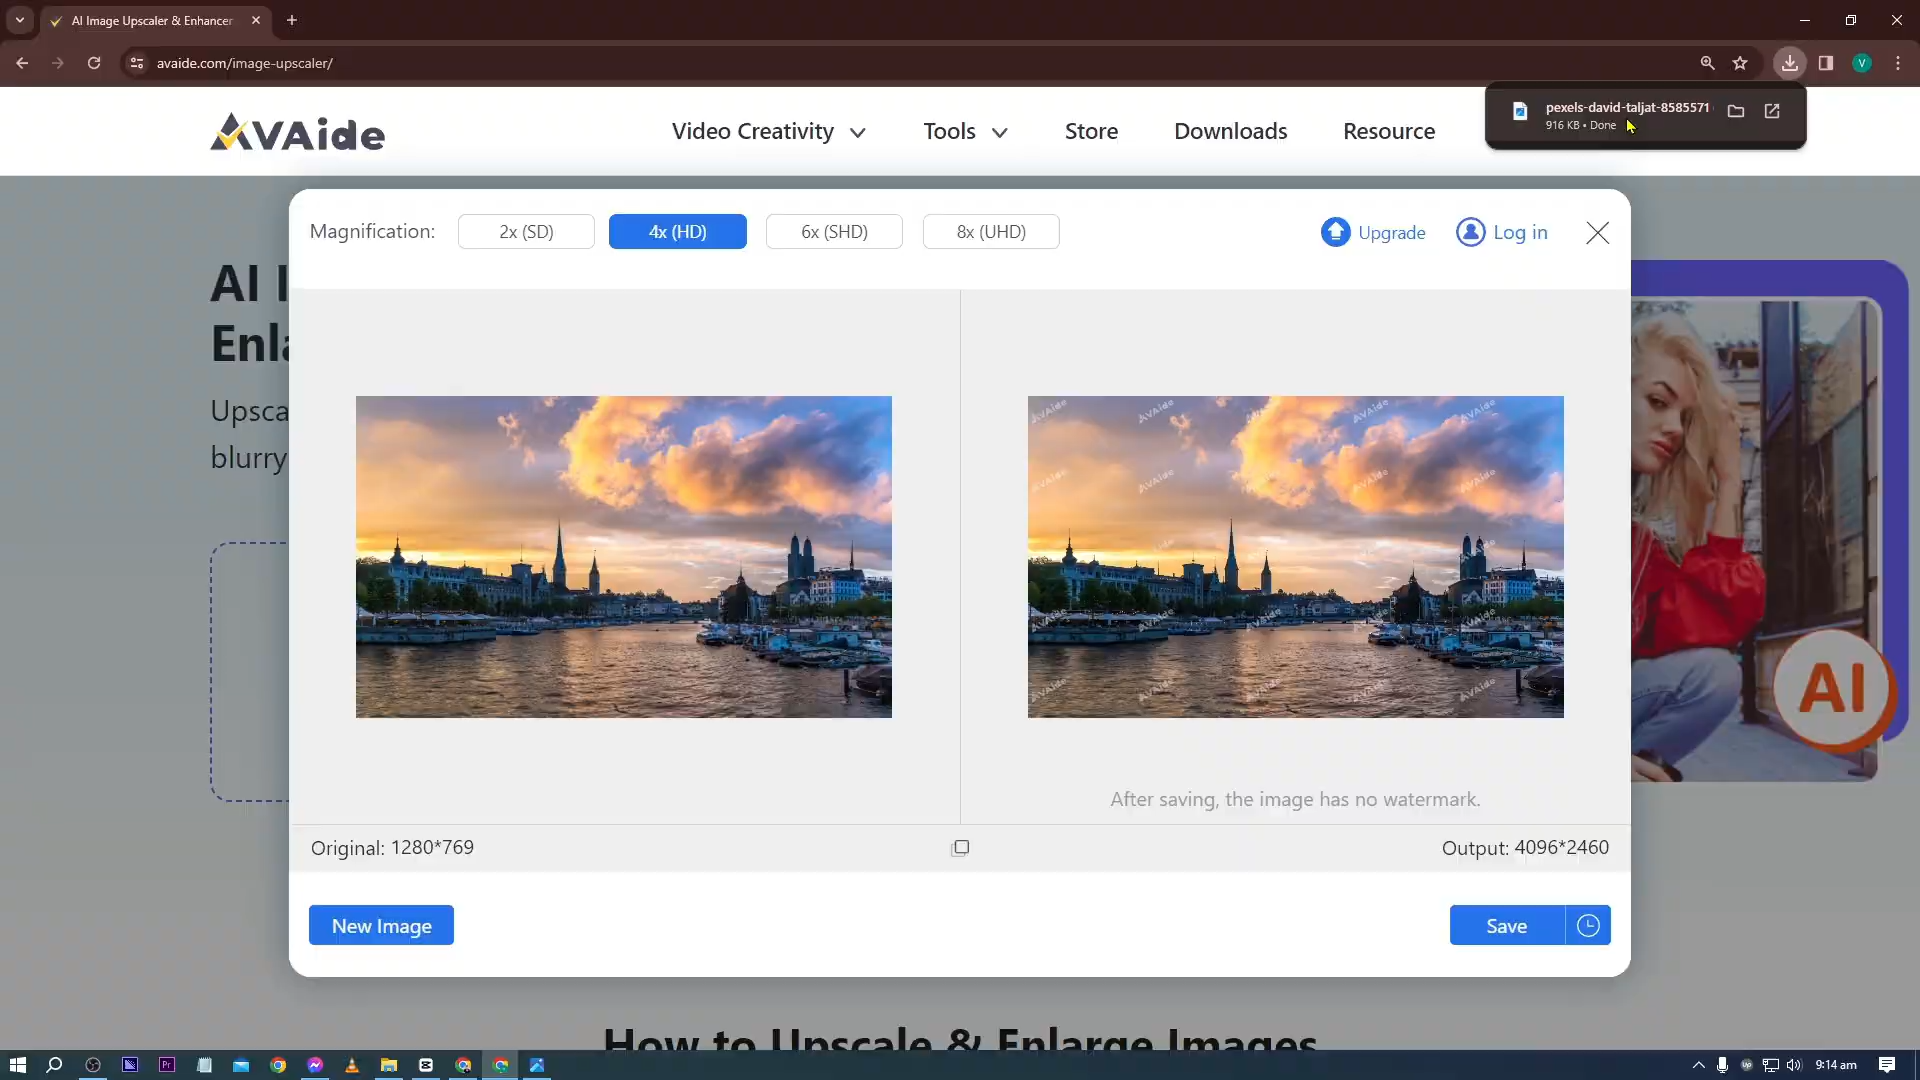 AI Image Upscaler & Enhancer
avaide.com/image-upscaler/
V
AVAide
Video Creativity
Tools
Store
Downloads
Resource
pexels-david-taljat-8585571
916 KB • Done
Magnification:
2x (SD)
4x (HD)
6x (SHD)
8x (UHD)
Upgrade
Log in
AI I
Enla
Upsca
blurry
AVAide
AI
After saving, the image has no watermark.
Original: 1280*769
Output: 4096*2460
New Image
Save
How to Upscale & Enlarge Images
Pr
9:14 am